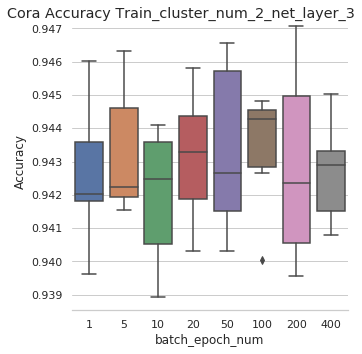 Cora Accuracy Train_cluster_num_2_net_layer_3
0.947
0.946
0.945
0.944
0.943
0.942
0.941
0.940
0.939
Accuracy
1 5 10 20 50 100 200 400
batch_epoch_num